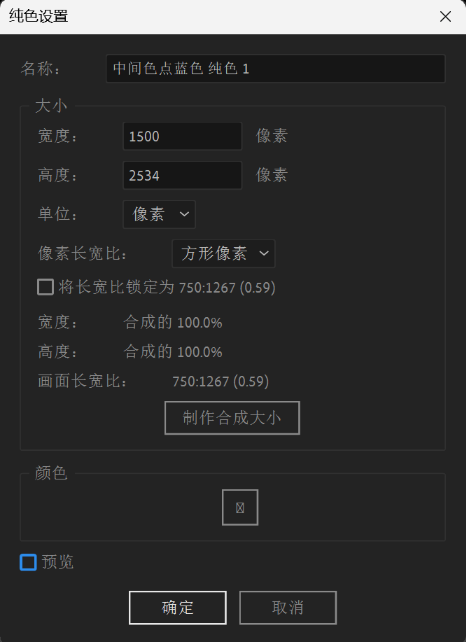 纯色设置
名称： 中间色点蓝色 纯色 1
大小
宽度： 1500 像素
高度： 2534 像素
单位： 像素
像素长宽比： 方形像素
将长宽比锁定为 750:1267 (0.59)
宽度： 合成的 100.0%
高度： 合成的 100.0%
画面长宽比： 750:1267 (0.59)
制作合成大小
颜色
预览
确定 取消